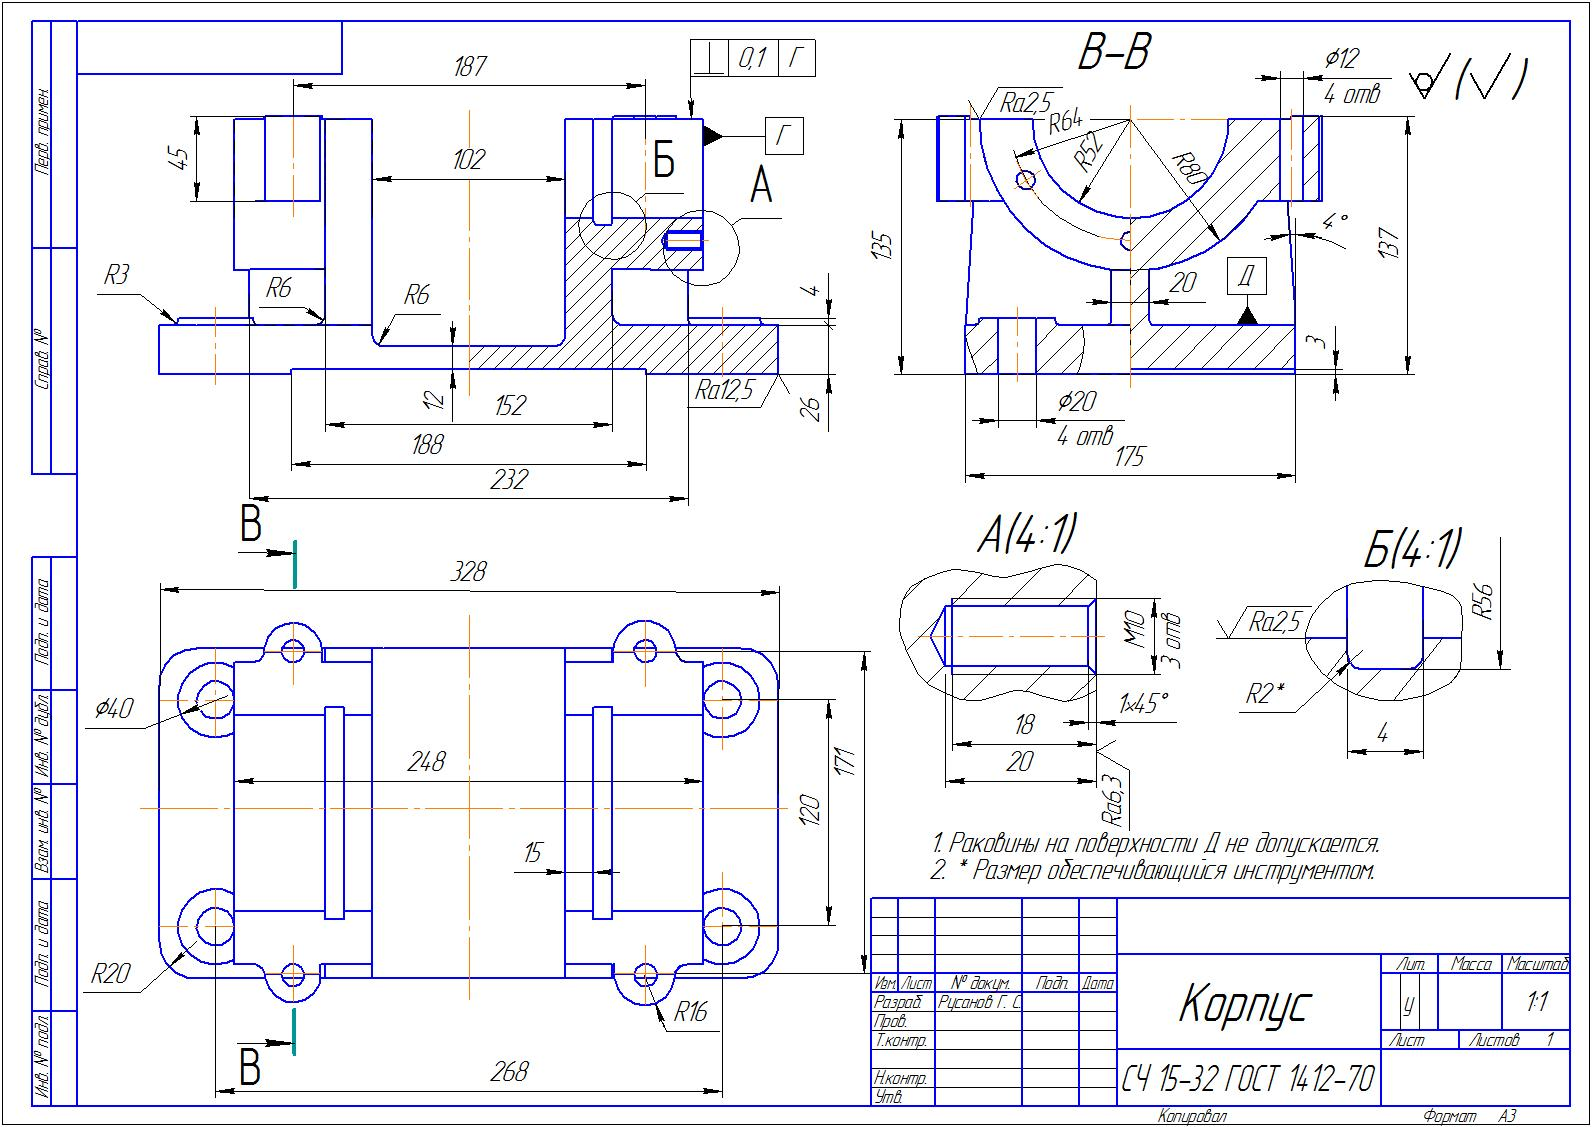 Перв. примен.
Справ. №
Подп. и дата
Инв. № дубл.
Взам. инв. №
Подп. и дата
Инв. № подл.
187
0,1 Г
Г
45
102
Б
А
R3
R6
R6
4
12
152
Ra12,5
26
188
232
В-В
Ra2,5
R64
R52
R80
⌀12
4 отв
√ (√)
135
137
4°
20
Д
3
⌀20
4 отв
175
В
328
⌀40
248
171
120
15
R20
R16
В
268
А(4:1)
М10
3 отв
1×45°
18
20
Ra6,3
Б(4:1)
Ra2,5
R56
R2*
4
1. Раковины на поверхности Д не допускается.
2. * Размер обеспечивающийся инструментом.
Изм. Лист № докум. Подп. Дата
Разраб. Русанов Г. С.
Пров.
Т.контр.
Н.контр.
Утв.
Корпус
Лит. Масса Масштаб
У 1:1
Лист Листов 1
СЧ 15-32 ГОСТ 1412-70
Копировал Формат А3